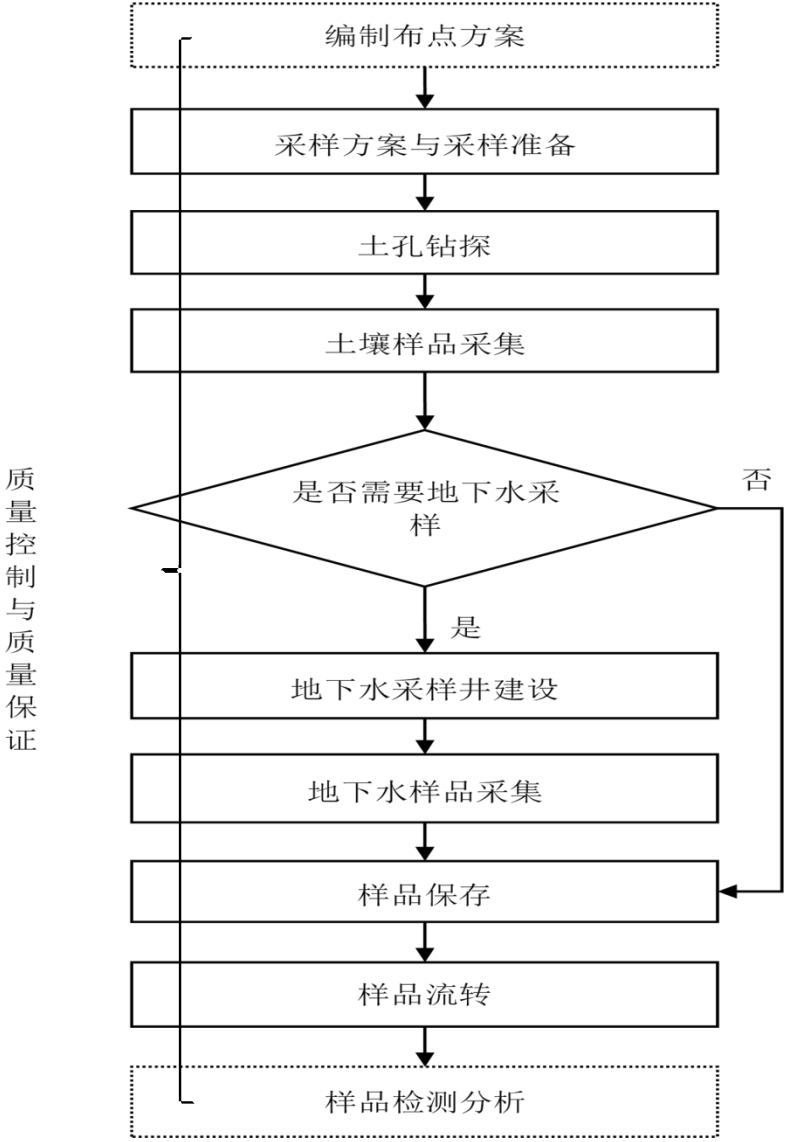 编制布点方案
采样方案与采样准备
土孔钻探
土壤样品采集
是否需要地下水采
样
否
是
地下水采样井建设
地下水样品采集
样品保存
样品流转
样品检测分析
质量控制与质量保证